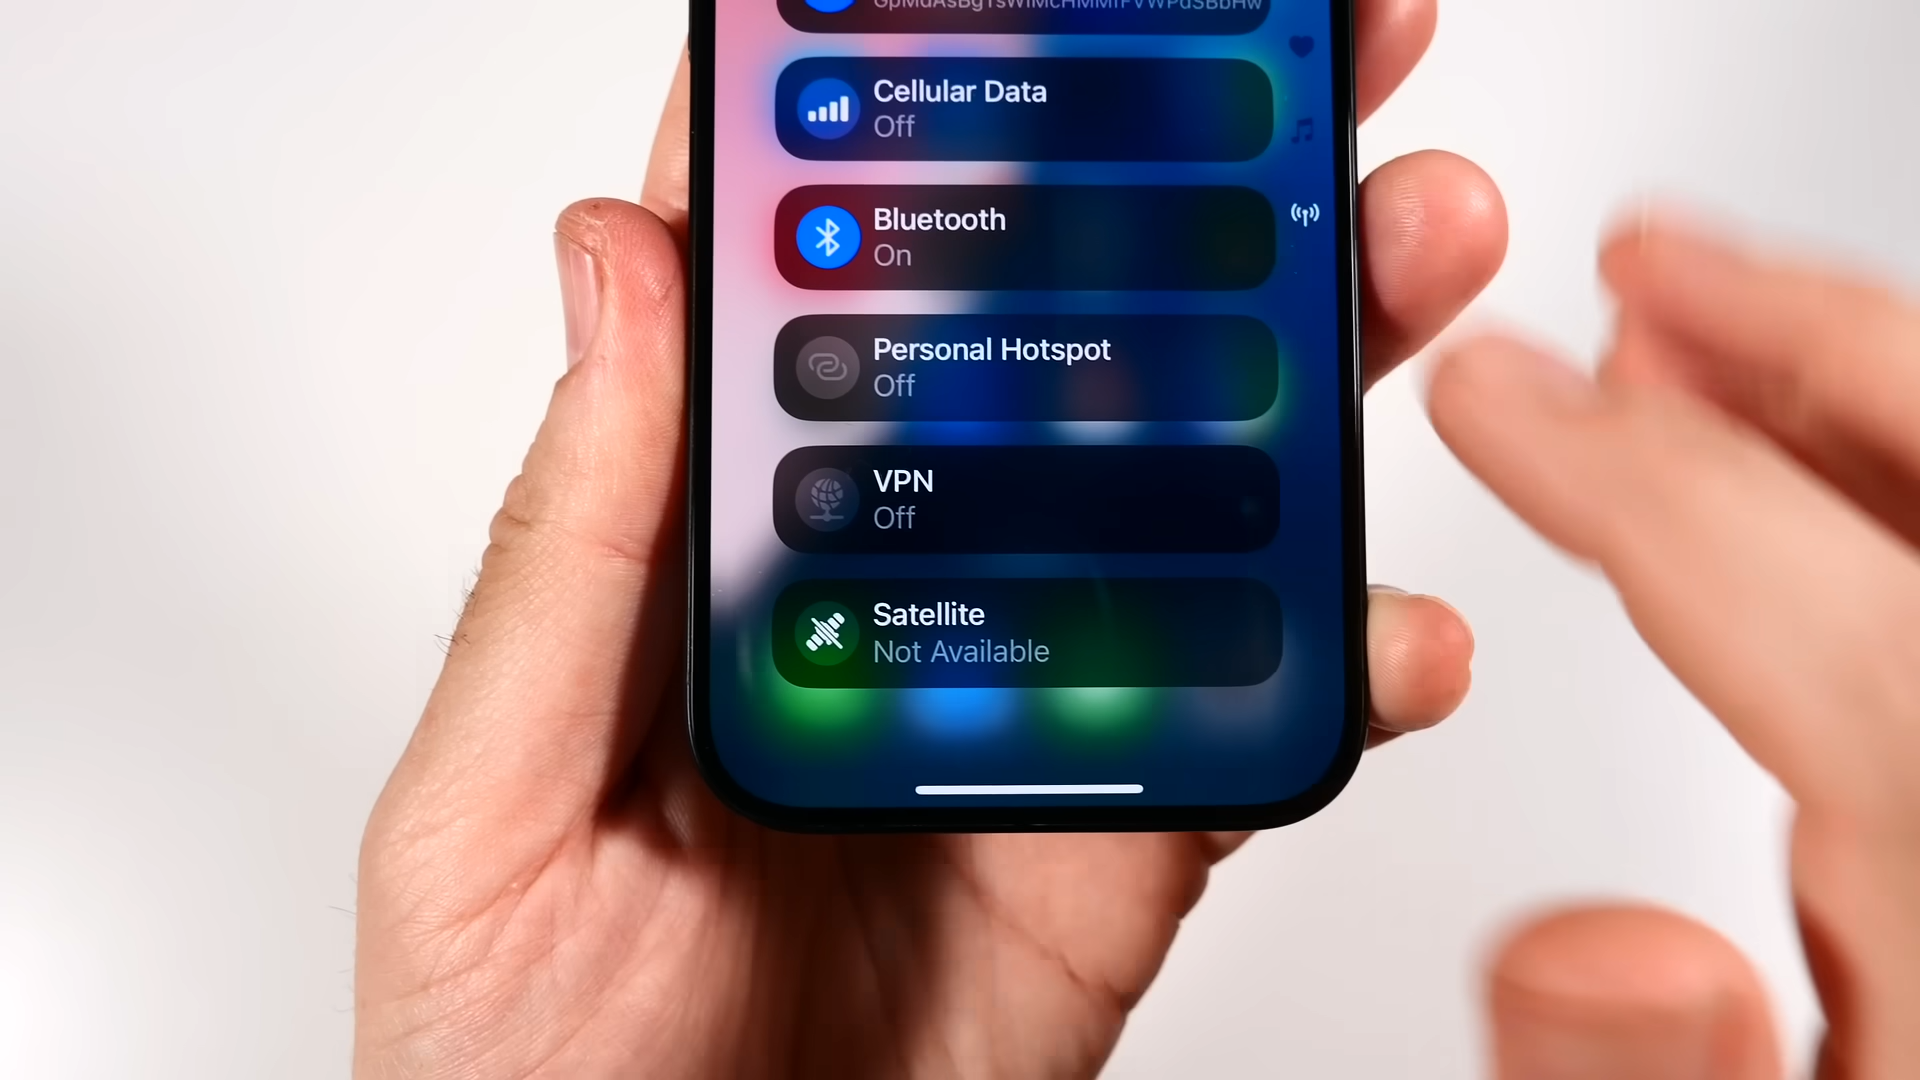 Cellular Data
Off
Bluetooth
On
Personal Hotspot
Off
VPN
Off
Satellite
Not Available